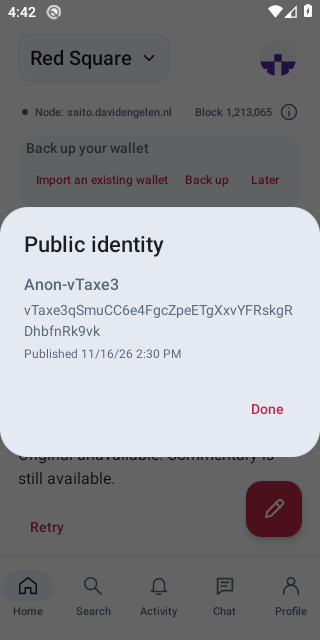 4:42
Red Square
Node: saito.davidengelen.nl
Block 1,213,065
Back up your wallet
Import an existing wallet
Back up
Later
Public identity
Anon-vTaxe3
vTaxe3qSmuCC6e4FgcZpeETgXxvYFRskgR
DhbfnRk9vk
Published 11/16/26 2:30 PM
Done
Original unavailable. Commentary is
still available.
Retry
Home
Search
Activity
Chat
Profile